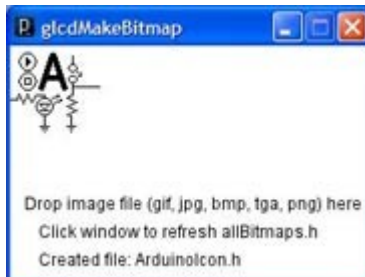 glcdMakeBitmap
A
Drop image file (gif, jpg, bmp, tga, png) here
Click window to refresh allBitmaps.h
Created file: ArduinoIcon.h